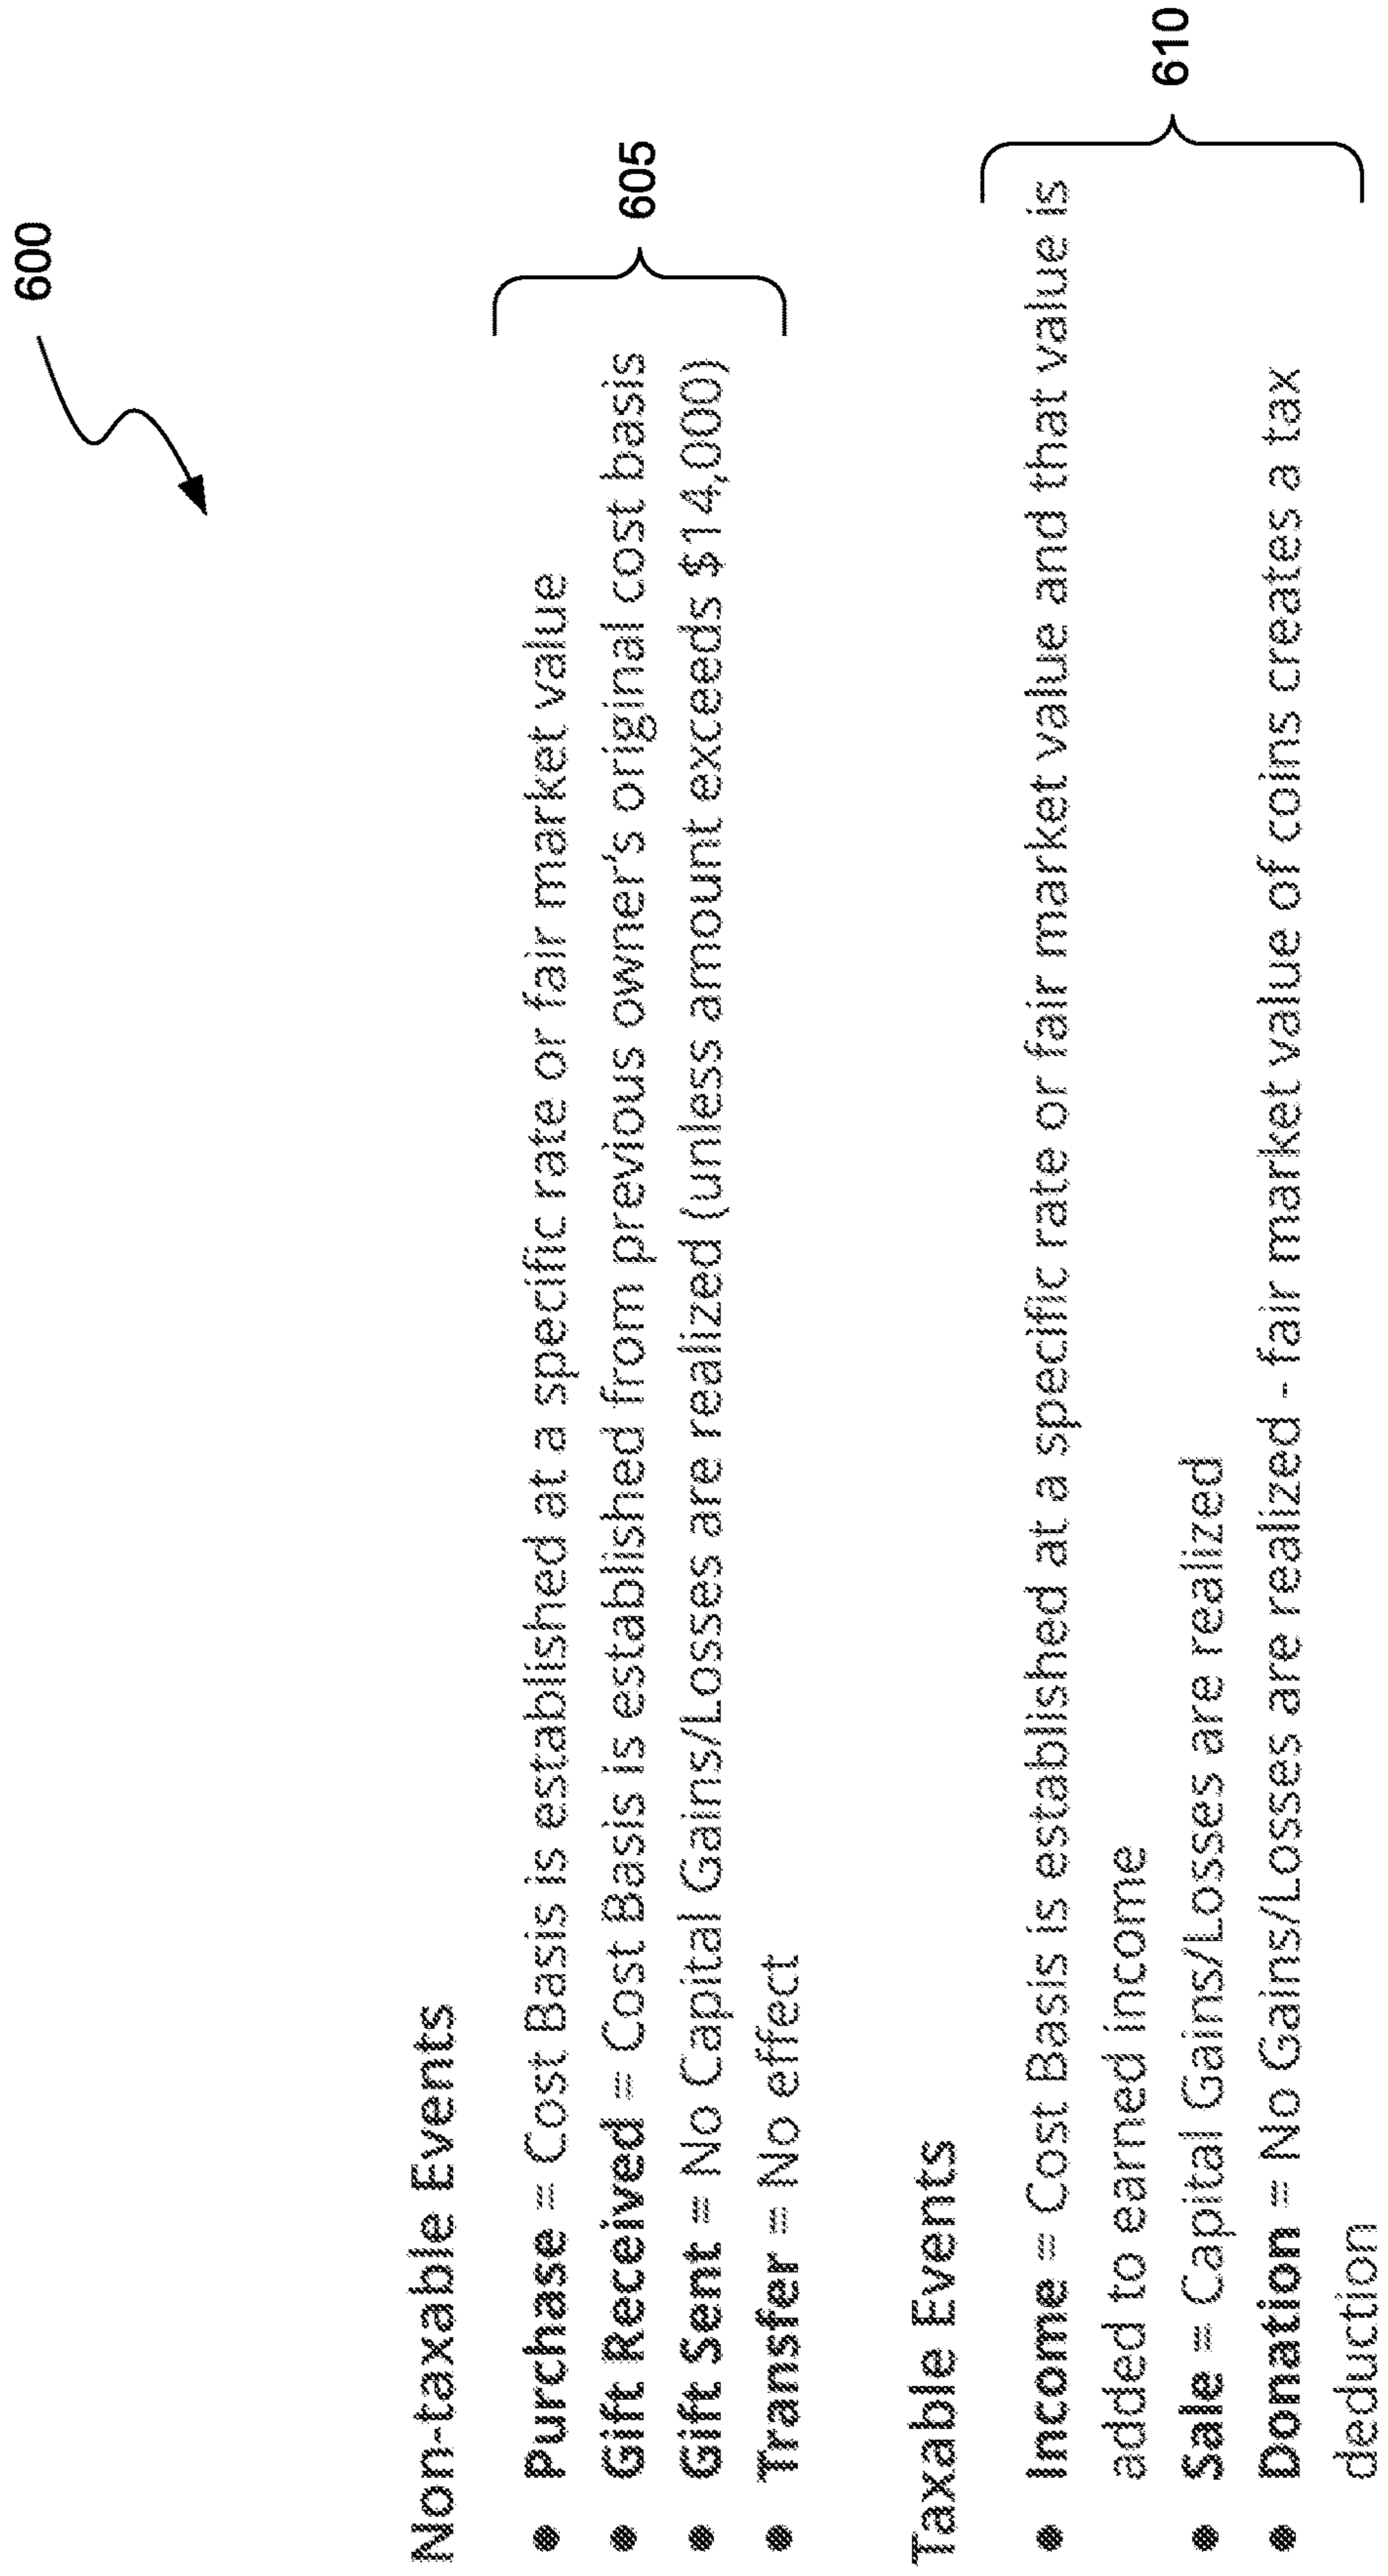 600
Non-taxable Events
● Purchase = Cost Basis is established at a specific rate or fair market value
● Gift Received = Cost Basis is established from previous owner's original cost basis
● Gift Sent = No Capital Gains/Losses are realized (unless amount exceeds $14,000)
● Transfer = No effect
605
Taxable Events
● Income = Cost Basis is established at a specific rate or fair market value and that value is
added to earned income
● Sale = Capital Gains/Losses are realized
● Donation = No Gains/Losses are realized - fair market value of coins creates a tax
deduction
610